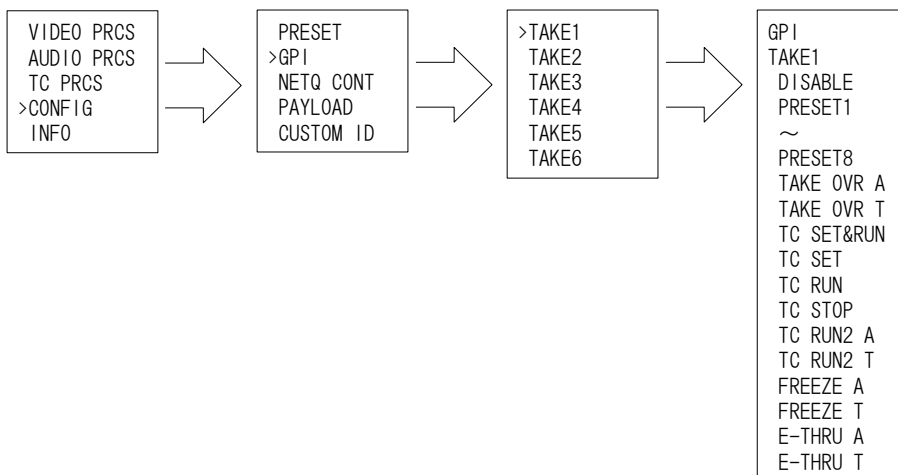 VIDEO PRCS
AUDIO PRCS
TC PRCS
>CONFIG
INFO
PRESET
>GPI
NETQ CONT
PAYLOAD
CUSTOM ID
>TAKE1
TAKE2
TAKE3
TAKE4
TAKE5
TAKE6
GPI
TAKE1
DISABLE
PRESET1
～
PRESET8
TAKE OVR A
TAKE OVR T
TC SET&RUN
TC SET
TC RUN
TC STOP
TC RUN2 A
TC RUN2 T
FREEZE A
FREEZE T
E-THRU A
E-THRU T